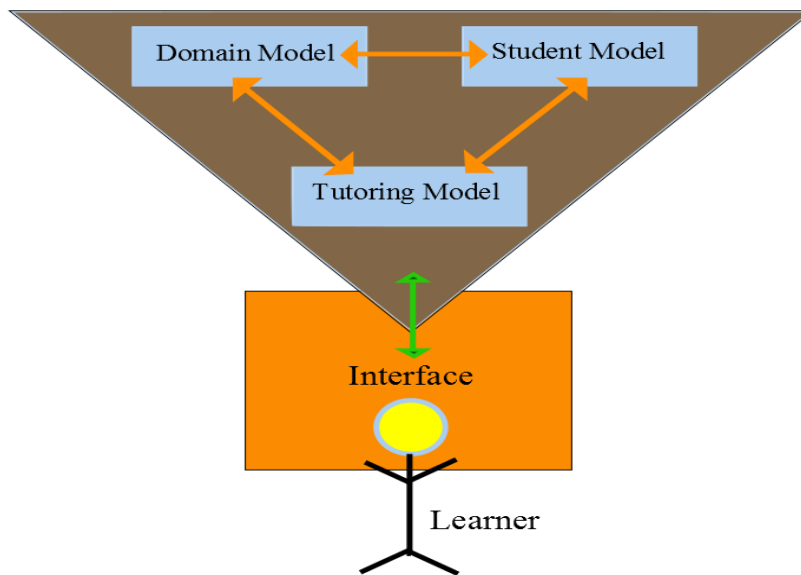 Domain Model
Student Model
Tutoring Model
Interface
Learner